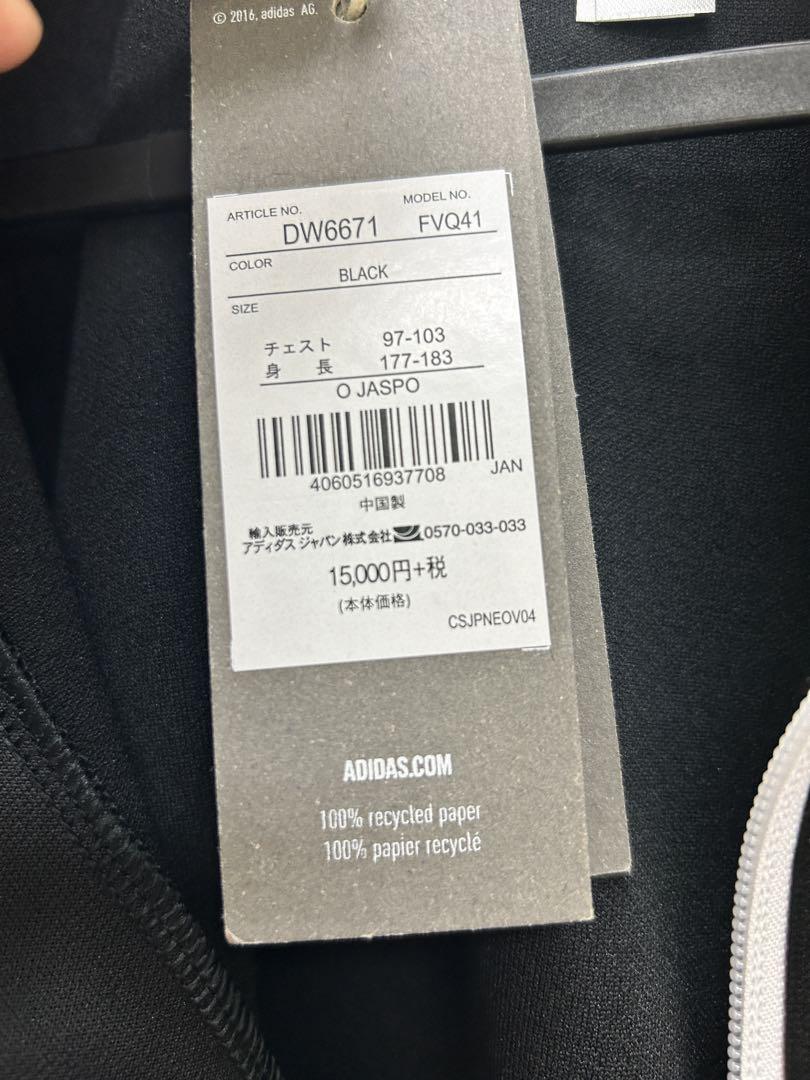 © 2016, adidas AG.
ARTICLE NO. MODEL NO.
DW6671 FVQ41
COLOR
BLACK
SIZE
チェスト 97-103
身 長 177-183
O JASPO
4060516937708 JAN
中国製
輸入販売元
アディダス ジャパン株式会社 0570-033-033
15,000円+税
(本体価格)
CSJPNEOV04
ADIDAS.COM
100% recycled paper
100% papier recyclé